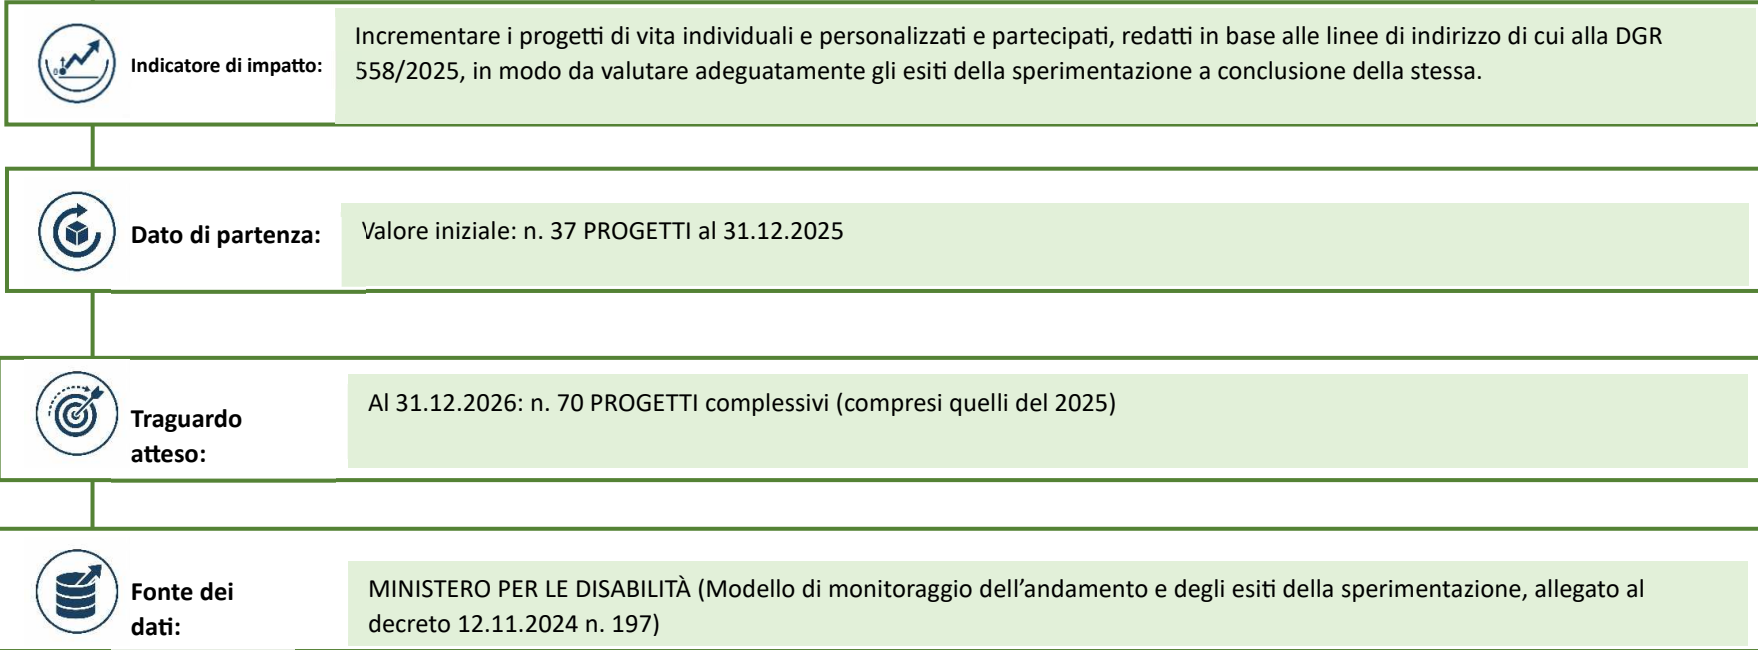 Indicatore di impatto:
Incrementare i progetti di vita individuali e personalizzati e partecipati, redatti in base alle linee di indirizzo di cui alla DGR
558/2025, in modo da valutare adeguatamente gli esiti della sperimentazione a conclusione della stessa.
Dato di partenza:
Valore iniziale: n. 37 PROGETTI al 31.12.2025
Traguardo
atteso:
Al 31.12.2026: n. 70 PROGETTI complessivi (compresi quelli del 2025)
Fonte dei
dati:
MINISTERO PER LE DISABILITÀ (Modello di monitoraggio dell’andamento e degli esiti della sperimentazione, allegato al
decreto 12.11.2024 n. 197)